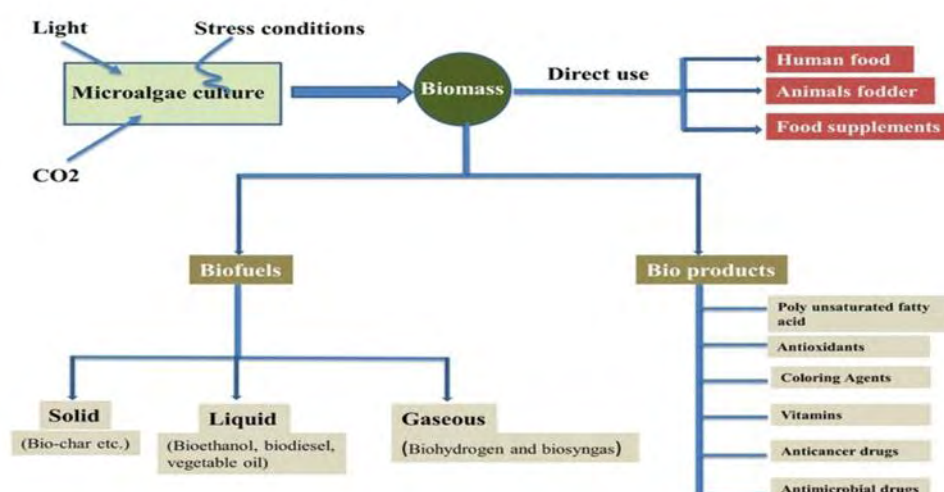 Light
Stress conditions
Microalgae culture
CO2
Biomass
Direct use
Human food
Animals fodder
Food supplements
Biofuels
Bio products
Solid
(Bio-char etc.)
Liquid
(Bioethanol, biodiesel,
vegetable oil)
Gaseous
(Biohydrogen and biosyngas)
Poly unsaturated fatty
acid
Antioxidants
Coloring Agents
Vitamins
Anticancer drugs
Antimicrobial drugs